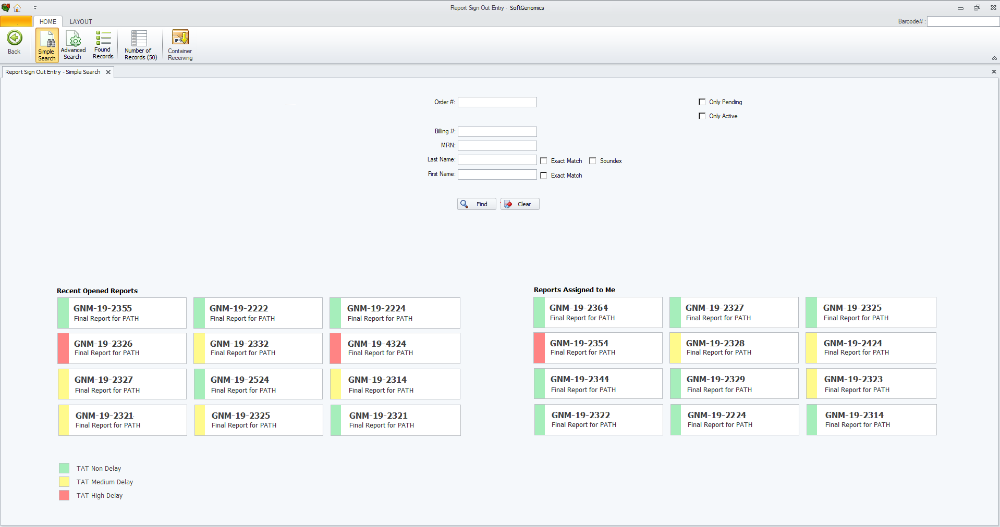 Report Sign Out Entry - SoftGenomics
HOME LAYOUT
Barcode# :
Back
Simple Search
Advanced Search
Found Records
Number of Records (50)
Container Receiving
Report Sign Out Entry - Simple Search
Order #:
Only Pending
Only Active
Billing #:
MRN:
Last Name: Exact Match Soundex
First Name: Exact Match
Find Clear
Recent Opened Reports
GNM-19-2355 GNM-19-2222 GNM-19-2224
Final Report for PATH Final Report for PATH Final Report for PATH
GNM-19-2326 GNM-19-2332 GNM-19-4324
Final Report for PATH Final Report for PATH Final Report for PATH
GNM-19-2327 GNM-19-2524 GNM-19-2314
Final Report for PATH Final Report for PATH Final Report for PATH
GNM-19-2321 GNM-19-2325 GNM-19-2321
Final Report for PATH Final Report for PATH Final Report for PATH
Reports Assigned to Me
GNM-19-2364 GNM-19-2327 GNM-19-2325
Final Report for PATH Final Report for PATH Final Report for PATH
GNM-19-2354 GNM-19-2328 GNM-19-2424
Final Report for PATH Final Report for PATH Final Report for PATH
GNM-19-2344 GNM-19-2329 GNM-19-2323
Final Report for PATH Final Report for PATH Final Report for PATH
GNM-19-2322 GNM-19-2224 GNM-19-2314
Final Report for PATH Final Report for PATH Final Report for PATH
TAT Non Delay
TAT Medium Delay
TAT High Delay